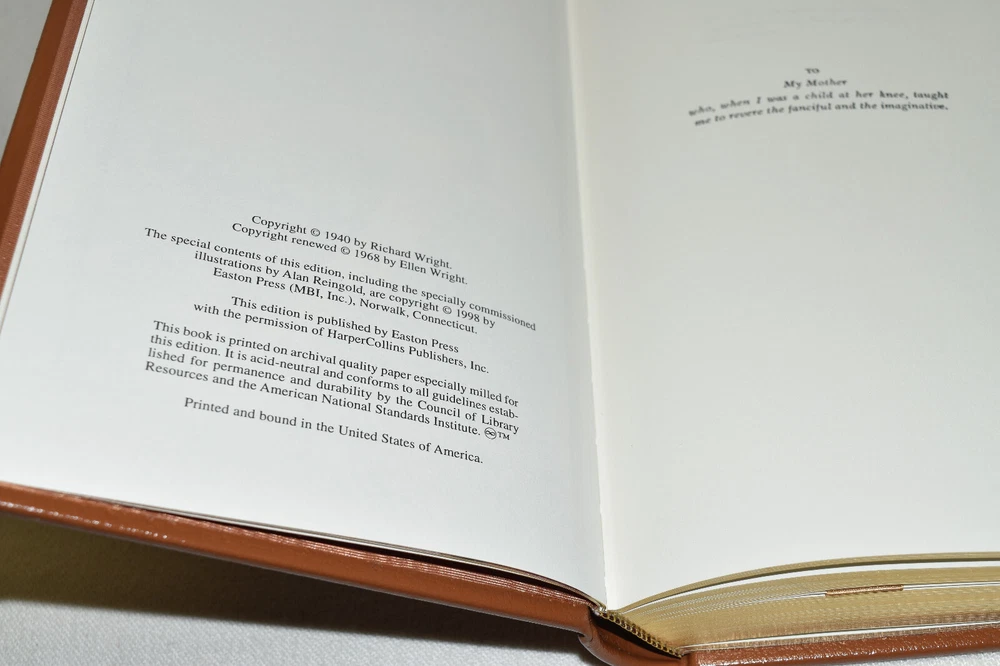 Copyright © 1940 by Richard Wright.
Copyright renewed © 1968 by Ellen Wright.
The special contents of this edition, including the specially commissioned
illustrations by Alan Reingold, are copyright © 1998 by
Easton Press (MBI, Inc.), Norwalk, Connecticut.
This edition is published by Easton Press
with the permission of HarperCollins Publishers, Inc.
This book is printed on archival quality paper especially milled for
this edition. It is acid-neutral and conforms to all guidelines estab-
lished for permanence and durability by the Council of Library
Resources and the American National Standards Institute. ♾™
Printed and bound in the United States of America.
TO
My Mother
who, when I was a child at her knee, taught
me to revere the fanciful and the imaginative.